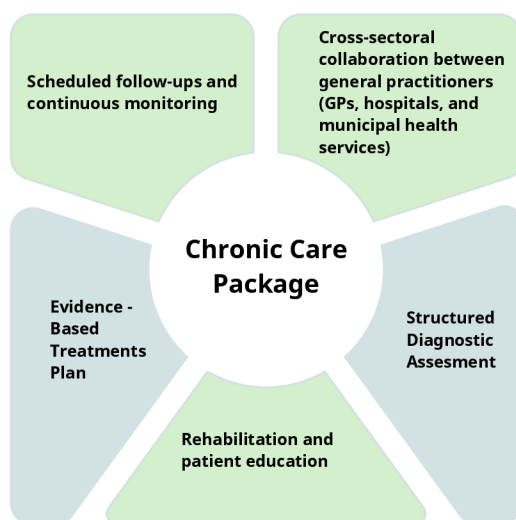 Scheduled follow-ups and
continuous monitoring
Cross-sectoral
collaboration between
general practitioners
(GPs, hospitals, and
municipal health
services)
Chronic Care
Package
Evidence -
Based
Treatments
Plan
Structured
Diagnostic
Assesment
Rehabilitation and
patient education